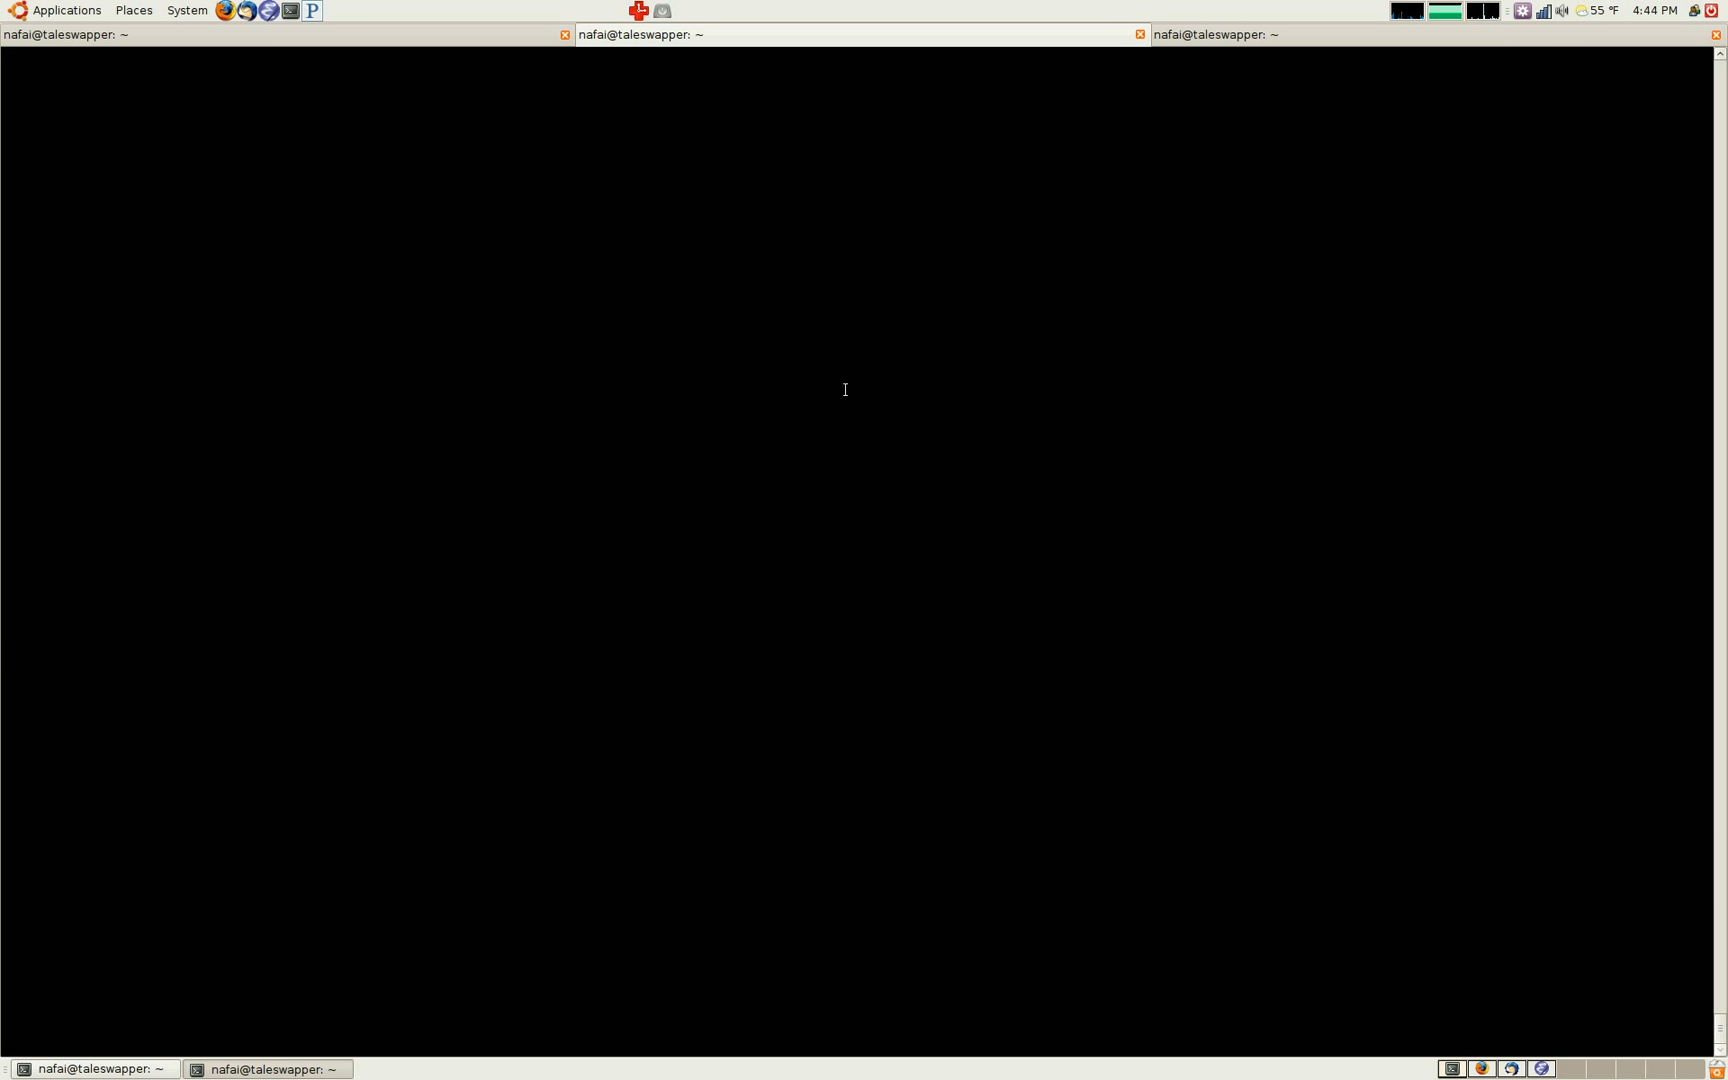 Applications Places System P 55 °F 4:44 PM
nafai@taleswapper: ~ nafai@taleswapper: ~ nafai@taleswapper: ~
nafai@taleswapper: ~ nafai@taleswapper: ~